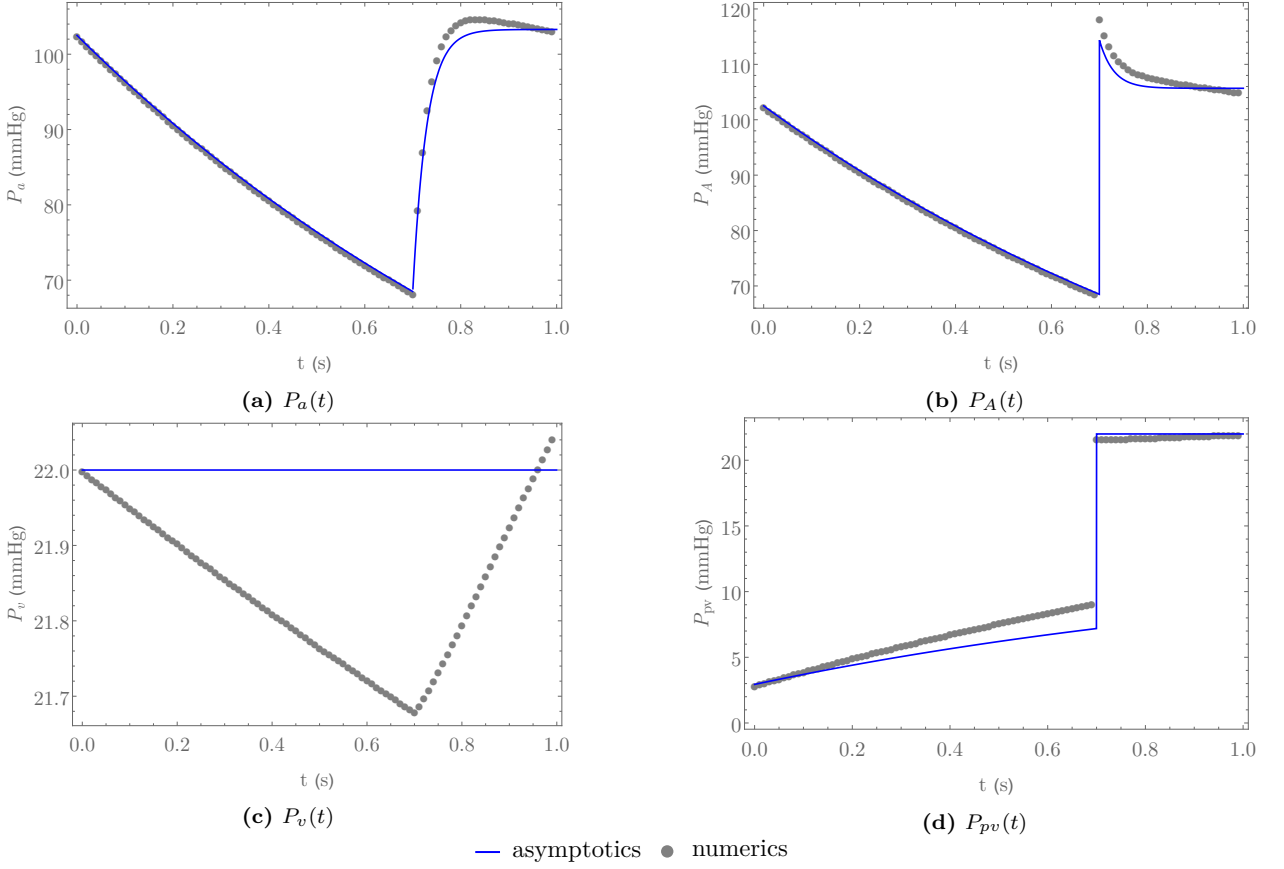 P_a (mmHg)
100
90
80
70
0.0 0.2 0.4 0.6 0.8 1.0
t (s)
(a) P_a(t)
P_A (mmHg)
120
110
100
90
80
70
0.0 0.2 0.4 0.6 0.8 1.0
t (s)
(b) P_A(t)
P_v (mmHg)
22.0
21.9
21.8
21.7
0.0 0.2 0.4 0.6 0.8 1.0
t (s)
(c) P_v(t)
P_pv (mmHg)
20
15
10
5
0
0.0 0.2 0.4 0.6 0.8 1.0
t (s)
(d) P_pv(t)
asymptotics numerics